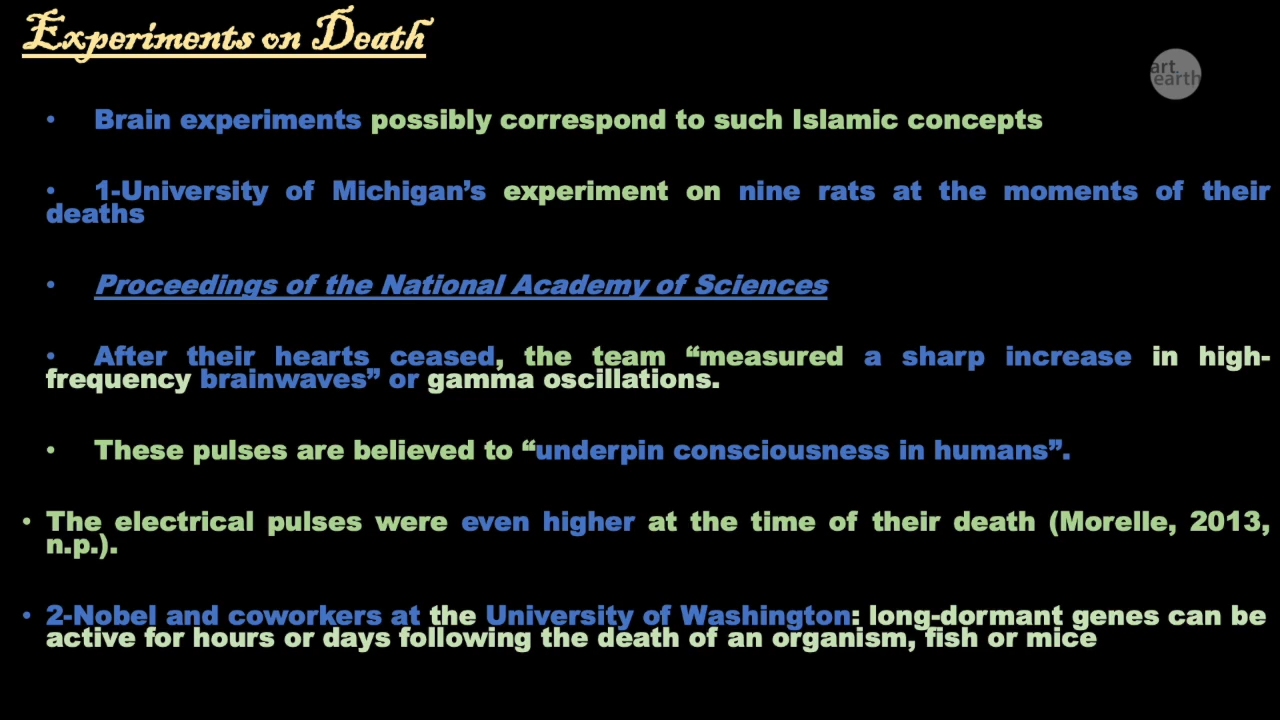 Experiments on Death
art
earth
• Brain experiments possibly correspond to such Islamic concepts
• 1-University of Michigan’s experiment on nine rats at the moments of their
deaths
• Proceedings of the National Academy of Sciences
• After their hearts ceased, the team “measured a sharp increase in high-
frequency brainwaves” or gamma oscillations.
• These pulses are believed to “underpin consciousness in humans”.
• The electrical pulses were even higher at the time of their death (Morelle, 2013,
n.p.).
• 2-Nobel and coworkers at the University of Washington: long-dormant genes can be
active for hours or days following the death of an organism, fish or mice